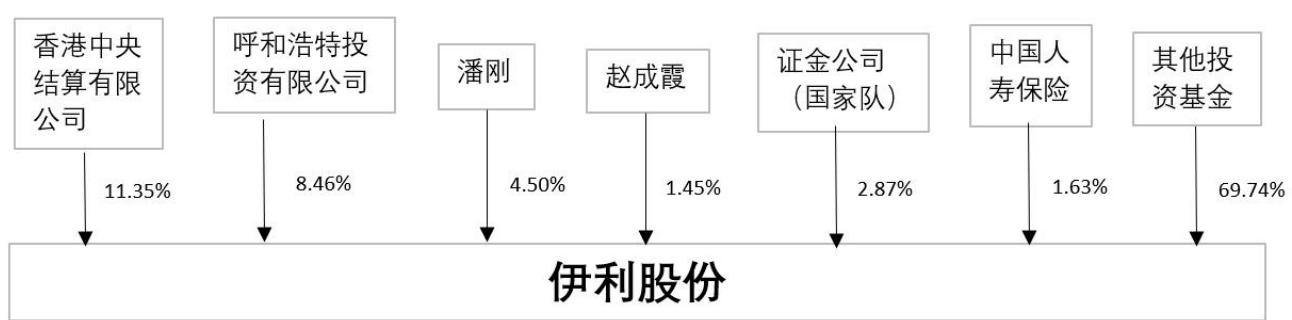 香港中央
结算有限
公司
呼和浩特投
资有限公司
潘刚
赵成霞
证金公司
（国家队）
中国人
寿保险
其他投
资基金
11.35%
8.46%
4.50%
1.45%
2.87%
1.63%
69.74%
伊利股份